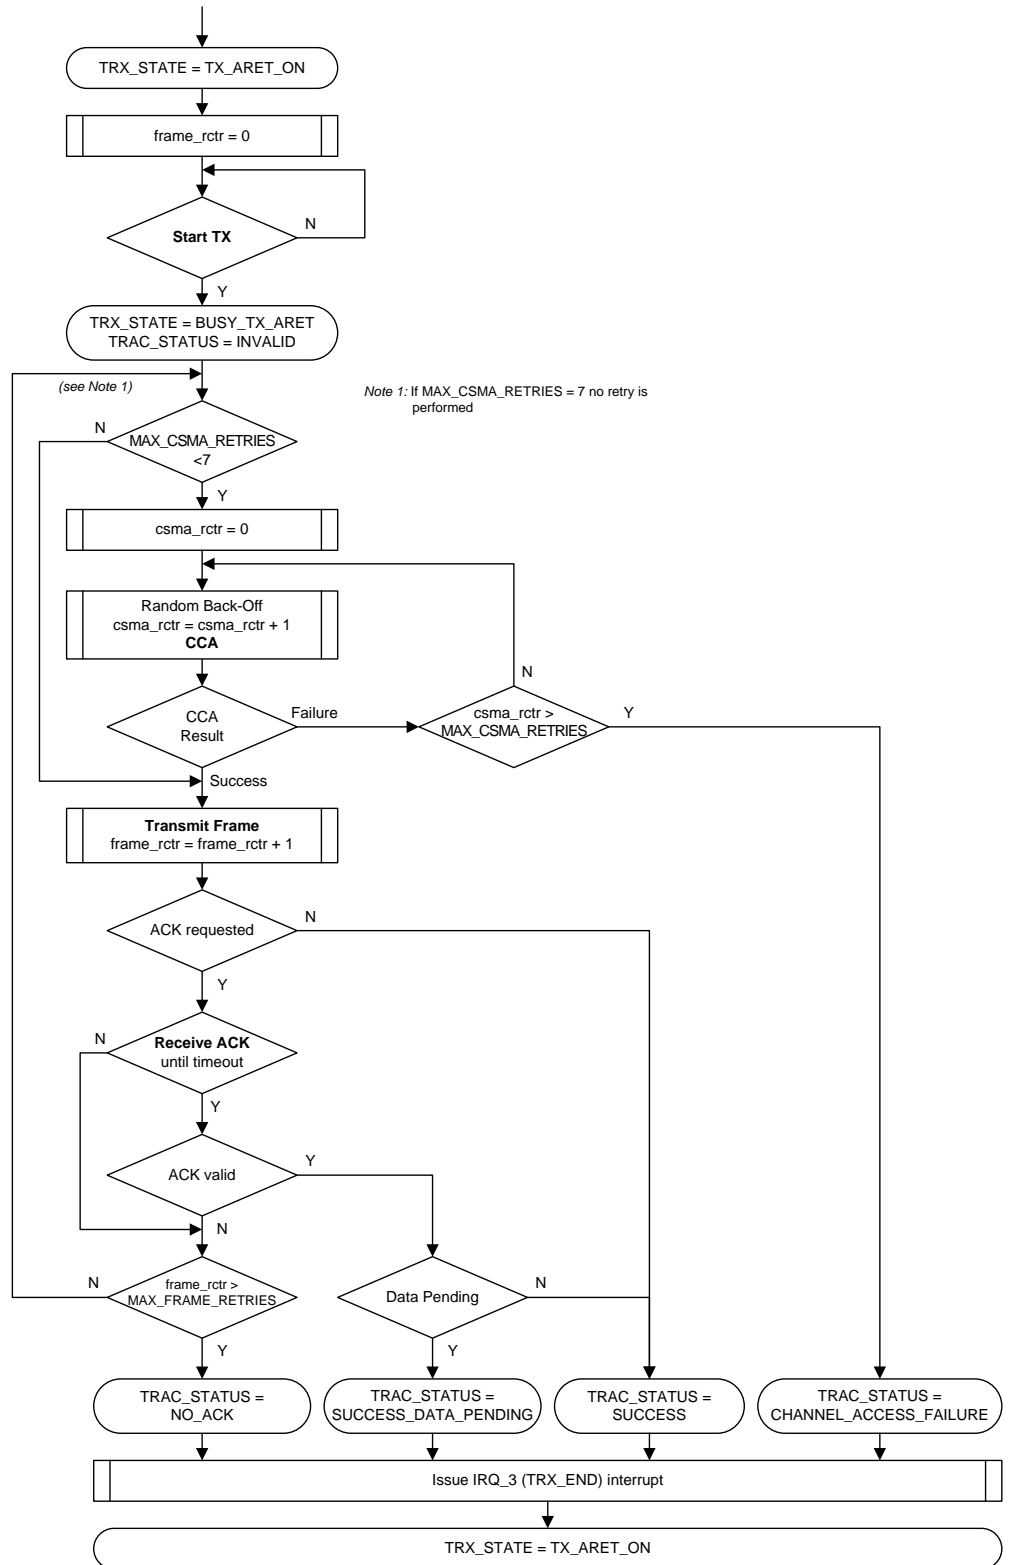 TRX_STATE = TX_ARET_ON
frame_rctr = 0
N
Start TX
Y
TRX_STATE = BUSY_TX_ARET
TRAC_STATUS = INVALID
(see Note 1)
Note 1: If MAX_CSMA_RETRIES = 7 no retry is
performed
N
MAX_CSMA_RETRIES
<7
Y
csma_rctr = 0
Random Back-Off
csma_rctr = csma_rctr + 1
CCA
N
CCA
Result
Failure
csma_rctr >
MAX_CSMA_RETRIES
Y
Success
Transmit Frame
frame_rctr = frame_rctr + 1
ACK requested
N
Y
N
Receive ACK
until timeout
Y
ACK valid
Y
N
N
frame_rctr >
MAX_FRAME_RETRIES
Data Pending
N
Y
Y
TRAC_STATUS =
NO_ACK
TRAC_STATUS =
SUCCESS_DATA_PENDING
TRAC_STATUS =
SUCCESS
TRAC_STATUS =
CHANNEL_ACCESS_FAILURE
Issue IRQ_3 (TRX_END) interrupt
TRX_STATE = TX_ARET_ON